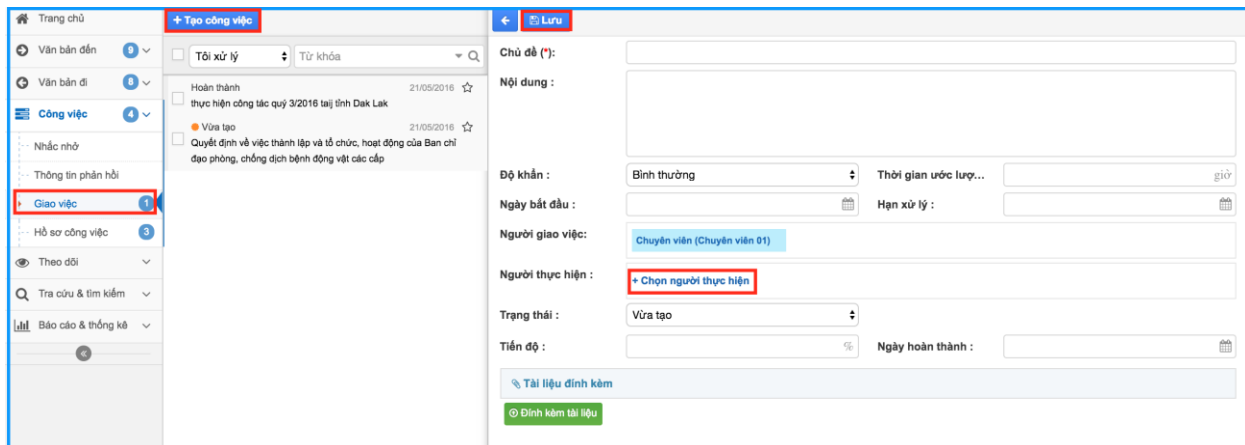 Trang chủ
Văn bản đến 9
Văn bản đi 8
Công việc 4
Nhắc nhở
Thông tin phản hồi
Giao việc 1
Hồ sơ công việc 3
Theo dõi
Tra cứu & tìm kiếm
Báo cáo & thống kê
+ Tạo công việc
Tôi xử lý Từ khóa
Hoàn thành 21/05/2016
thực hiện công tác quý 3/2016 taij tỉnh Dak Lak
Vừa tạo 21/05/2016
Quyết định về việc thành lập và tổ chức, hoạt động của Ban chỉ
đạo phòng, chống dịch bệnh động vật các cấp
Lưu
Chủ đề (*):
Nội dung :
Độ khẩn : Bình thường Thời gian ước lượ... giờ
Ngày bắt đầu : Hạn xử lý :
Người giao việc: Chuyên viên (Chuyên viên 01)
Người thực hiện : + Chọn người thực hiện
Trạng thái : Vừa tạo
Tiến độ : % Ngày hoàn thành :
Tài liệu đính kèm
Đính kèm tài liệu